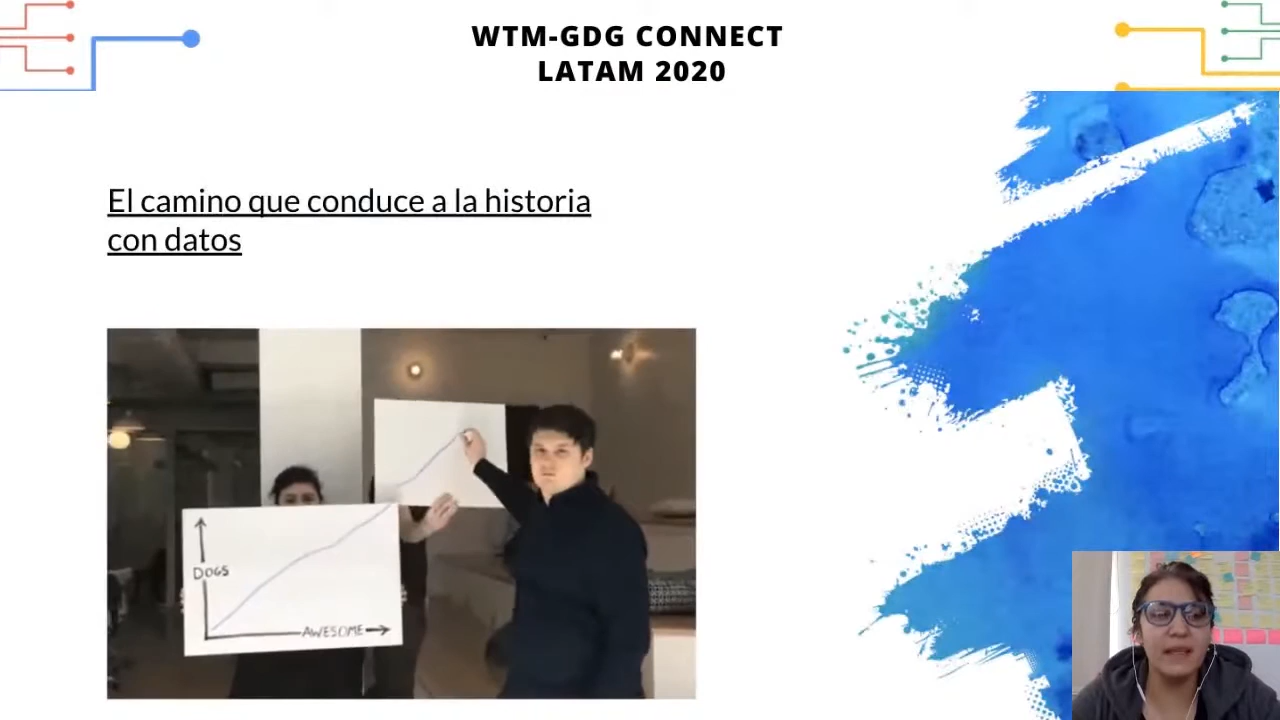 WTM-GDG CONNECT
LATAM 2020
El camino que conduce a la historia
con datos
DOGS
AWESOME